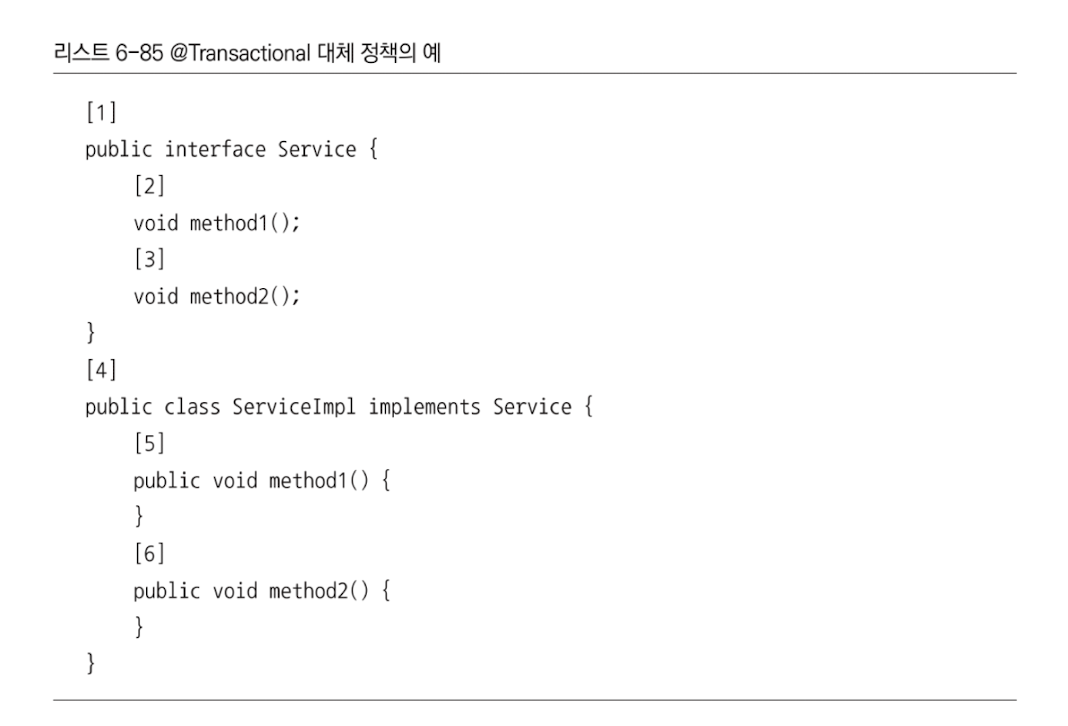 리스트 6-85 @Transactional 대체 정책의 예
[1]
public interface Service {
[2]
void method1();
[3]
void method2();
}
[4]
public class ServiceImpl implements Service {
[5]
public void method1() {
}
[6]
public void method2() {
}
}